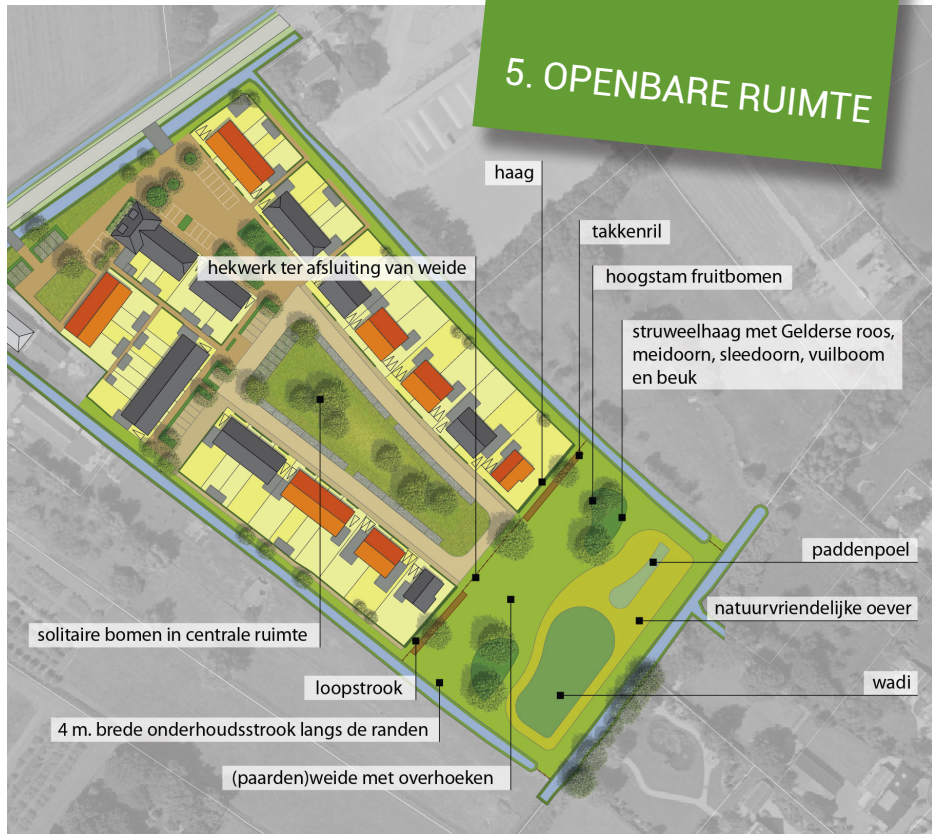 5. OPENBARE RUIMTE
haag
takkenril
hekwerk ter afsluiting van weide
hoogstam fruitbomen
struweelhaag met Gelderse roos,
meidoorn, sleedoorn, vuilboom
en beuk
paddenpoel
natuurvriendelijke oever
solitaire bomen in centrale ruimte
loopstrook
wadi
4 m. brede onderhoudsstrook langs de randen
(paarden)weide met overhoeken